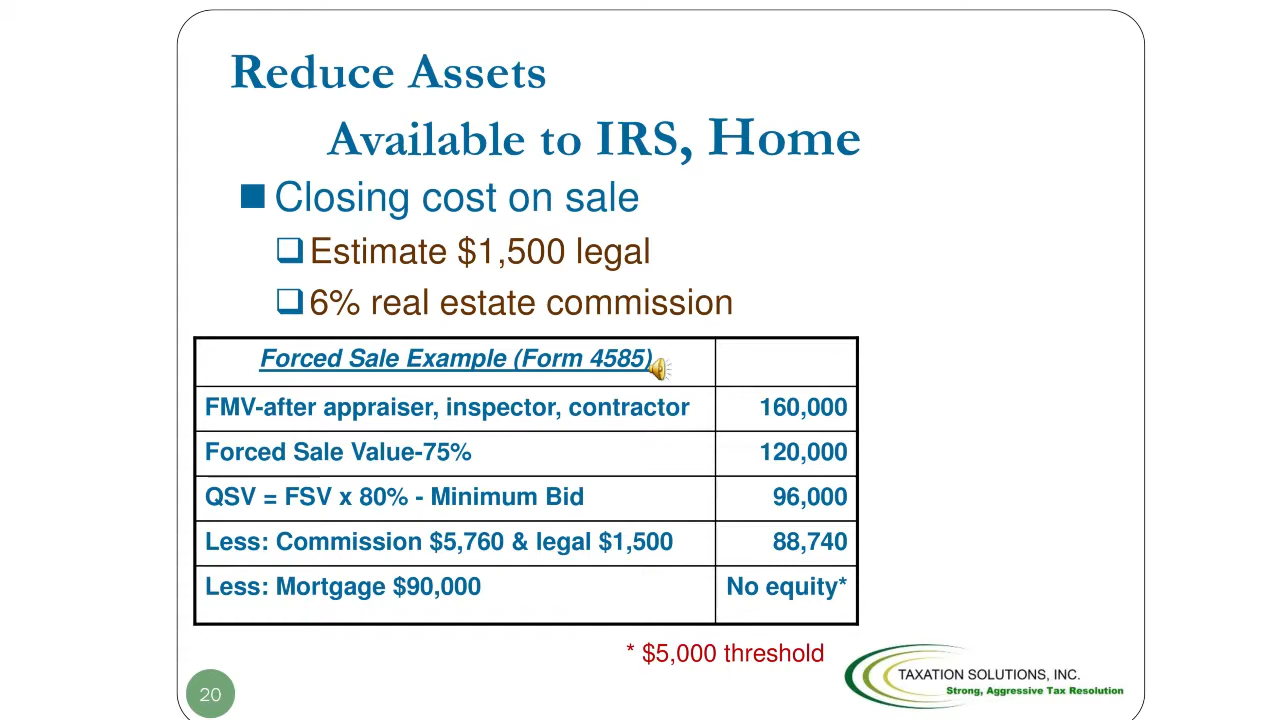 Reduce Assets
Available to IRS, Home
Closing cost on sale
Estimate $1,500 legal
6% real estate commission
Forced Sale Example (Form 4585)
FMV-after appraiser, inspector, contractor 160,000
Forced Sale Value-75% 120,000
QSV = FSV x 80% - Minimum Bid 96,000
Less: Commission $5,760 & legal $1,500 88,740
Less: Mortgage $90,000 No equity*
* $5,000 threshold
TAXATION SOLUTIONS, INC.
Strong, Aggressive Tax Resolution
20